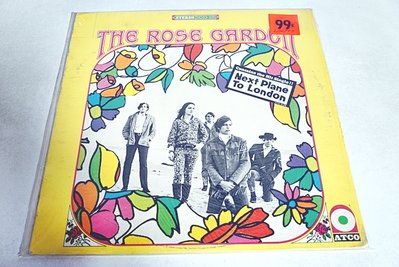 STEREO
99¢
THE ROSE GARDEN
Next Plane
To London
ATCO